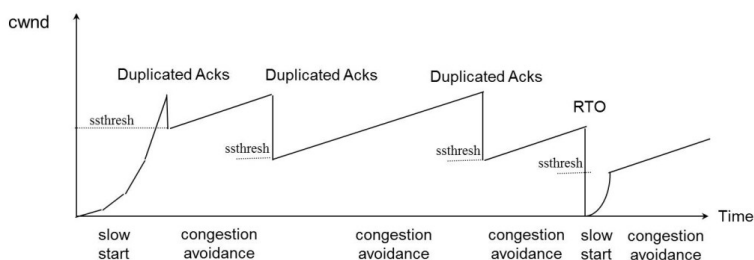 cwnd
Duplicated Acks
Duplicated Acks
Duplicated Acks
RTO
ssthresh
ssthresh
ssthresh
ssthresh
Time
slow
start
congestion
avoidance
congestion
avoidance
congestion
avoidance
slow
start
congestion
avoidance